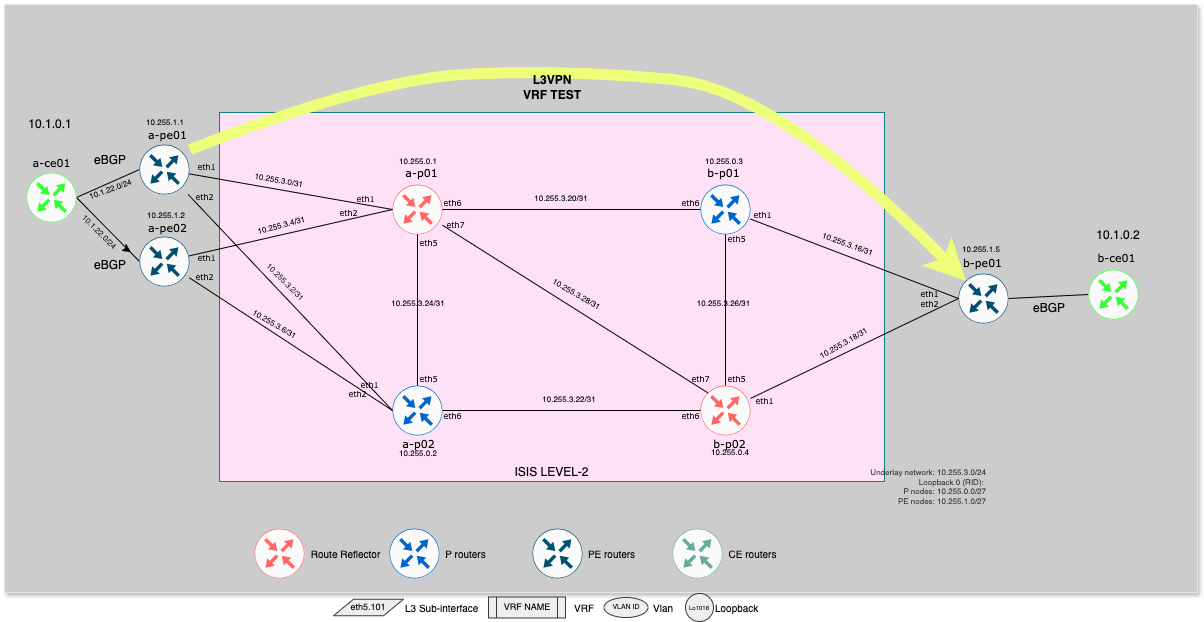 L3VPN
VRF TEST
10.1.0.1
a-ce01
eBGP
10.1.22.0/24
10.1.22.0/24
eBGP
10.255.1.1
a-pe01
eth1
eth2
10.255.1.2
a-pe02
eth1
eth2
10.255.3.0/31
10.255.3.4/31
10.255.3.2/31
10.255.3.6/31
10.255.0.1
a-p01
eth1
eth2
eth6
eth7
eth5
10.255.3.20/31
10.255.3.24/31
10.255.3.28/31
10.255.3.26/31
10.255.0.3
b-p01
eth6
eth1
eth5
10.255.3.16/31
10.255.3.18/31
10.255.1.5
b-pe01
eth1
eth2
eBGP
10.1.0.2
b-ce01
eth1
eth2
eth5
eth6
a-p02
10.255.0.2
10.255.3.22/31
eth7
eth5
eth6
eth1
b-p02
10.255.0.4
ISIS LEVEL-2
Underlay network: 10.255.3.0/24
Loopback 0 (RID):
P nodes: 10.255.0.0/27
PE nodes: 10.255.1.0/27
Route Reflector
P routers
PE routers
CE routers
eth5.101
L3 Sub-interface
VRF NAME
VRF
VLAN ID
Vlan
Lo1018
Loopback